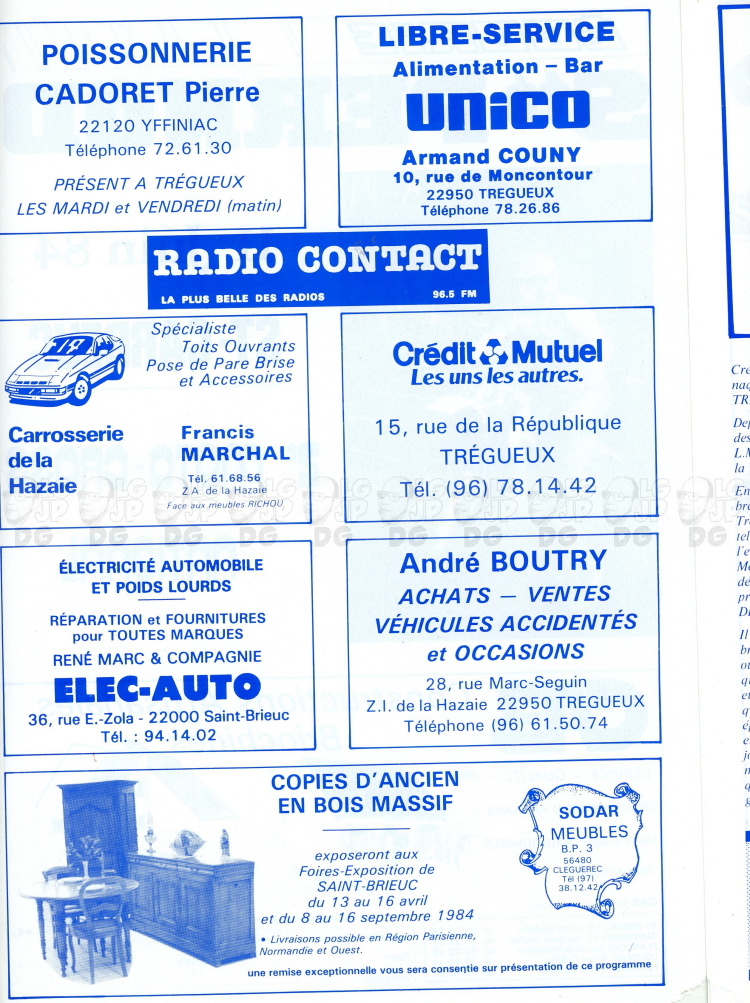 POISSONNERIE
CADORET Pierre
22120 YFFINIAC
Téléphone 72.61.30
PRÉSENT A TRÉGUEUX
LES MARDI et VENDREDI (matin)
LIBRE-SERVICE
Alimentation – Bar
UNiCO
Armand COUNY
10, rue de Moncontour
22950 TREGUEUX
Téléphone 78.26.86
RADIO CONTACT
LA PLUS BELLE DES RADIOS 96.5 FM
Spécialiste
Toits Ouvrants
Pose de Pare Brise
et Accessoires
Carrosserie
de la
Hazaie
Francis
MARCHAL
Tél. 61.68.56
Z.A. de la Hazaie
Face aux meubles RICHOU
Crédit Mutuel
Les uns les autres.
15, rue de la République
TRÉGUEUX
Tél. (96) 78.14.42
ÉLECTRICITÉ AUTOMOBILE
ET POIDS LOURDS
RÉPARATION et FOURNITURES
pour TOUTES MARQUES
RENÉ MARC & COMPAGNIE
ELEC-AUTO
36, rue E.-Zola - 22000 Saint-Brieuc
Tél. : 94.14.02
André BOUTRY
ACHATS — VENTES
VÉHICULES ACCIDENTÉS
et OCCASIONS
28, rue Marc-Seguin
Z.I. de la Hazaie 22950 TREGUEUX
Téléphone (96) 61.50.74
COPIES D'ANCIEN
EN BOIS MASSIF
exposeront aux
Foires-Exposition de
SAINT-BRIEUC
du 13 au 16 avril
et du 8 au 16 septembre 1984
• Livraisons possible en Région Parisienne,
Normandie et Ouest.
une remise exceptionnelle vous sera consentie sur présentation de ce programme
SODAR
MEUBLES
B.P. 3
56480
CLEGUEREC
Tél (97)
38.12.42